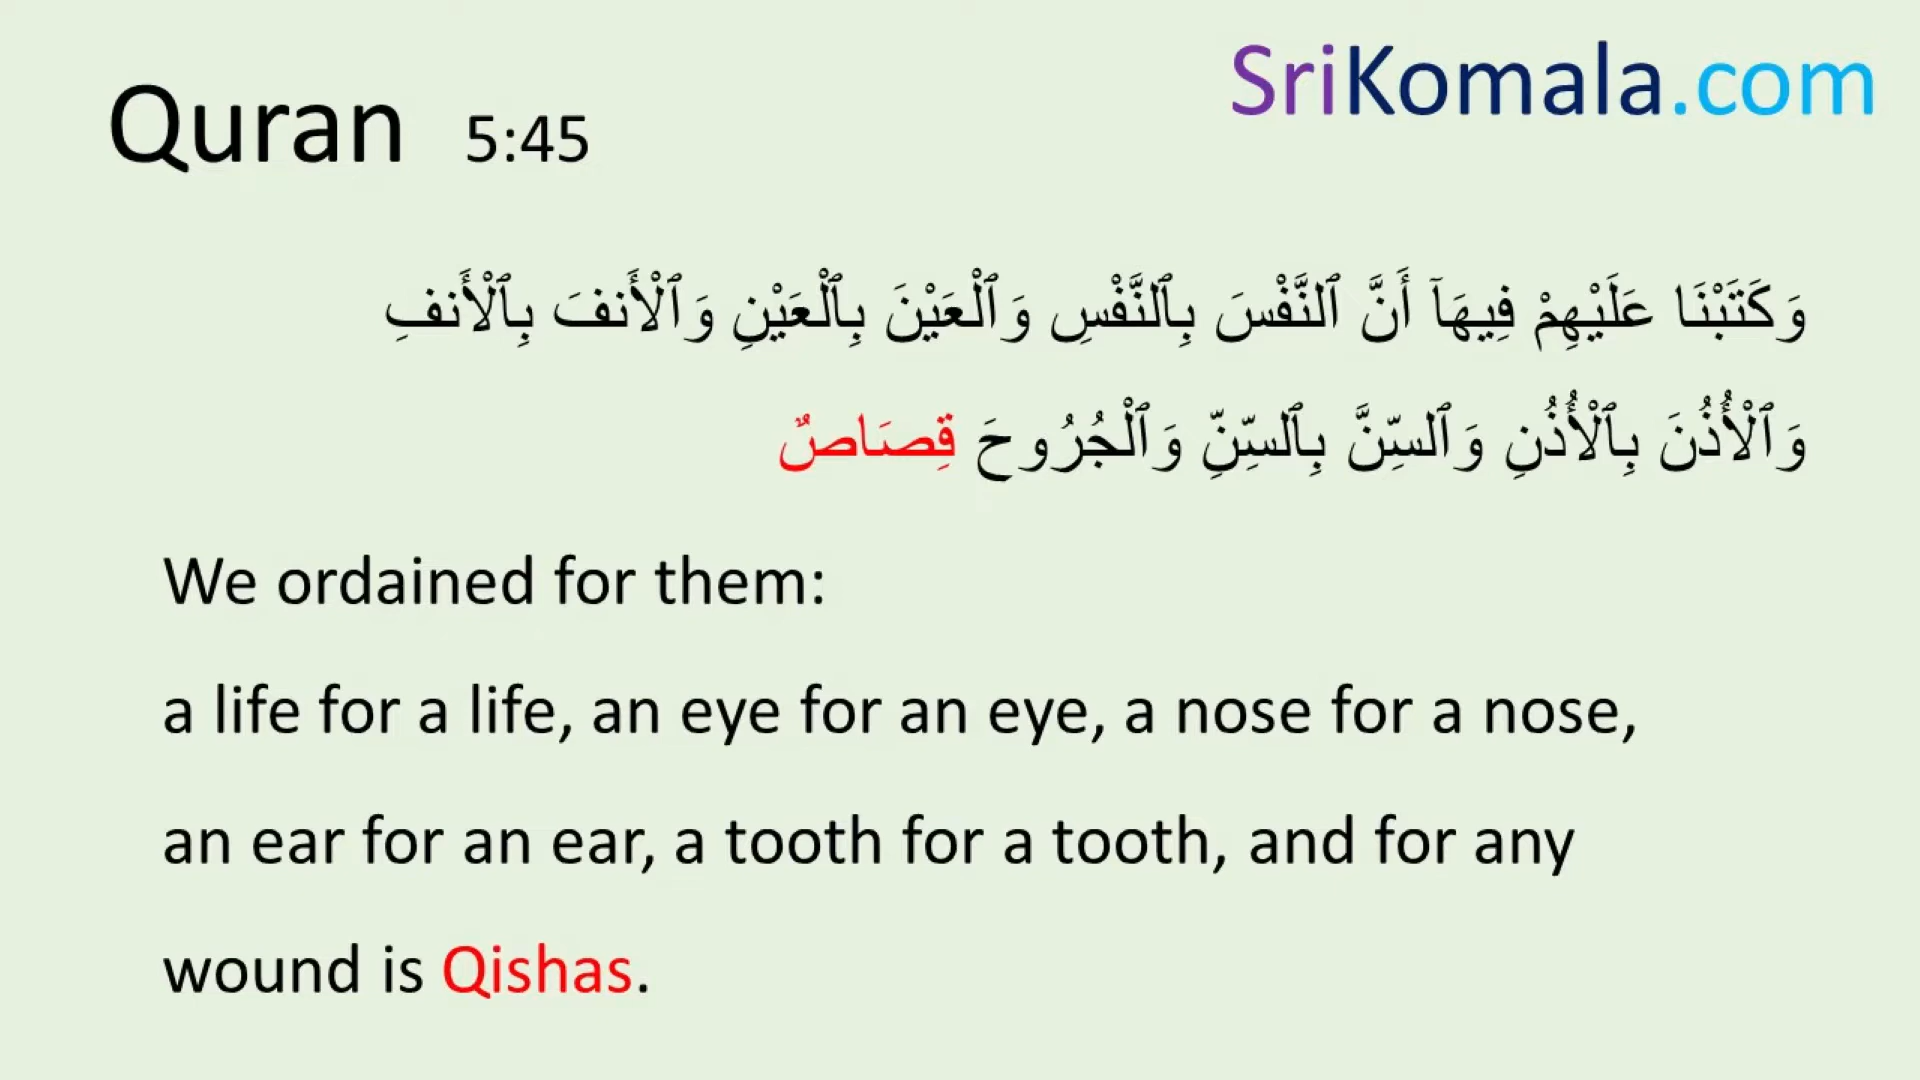 SriKomala.com
Quran 5:45
وَكَتَبْنَا عَلَيْهِمْ فِيهَآ أَنَّ ٱلنَّفْسَ بِٱلنَّفْسِ وَٱلْعَيْنَ بِٱلْعَيْنِ وَٱلْأَنفَ بِٱلْأَنفِ
وَٱلْأُذُنَ بِٱلْأُذُنِ وَٱلسِّنَّ بِٱلسِّنِّ وَٱلْجُرُوحَ قِصَاصٌ
We ordained for them:
a life for a life, an eye for an eye, a nose for a nose,
an ear for an ear, a tooth for a tooth, and for any
wound is Qishas.